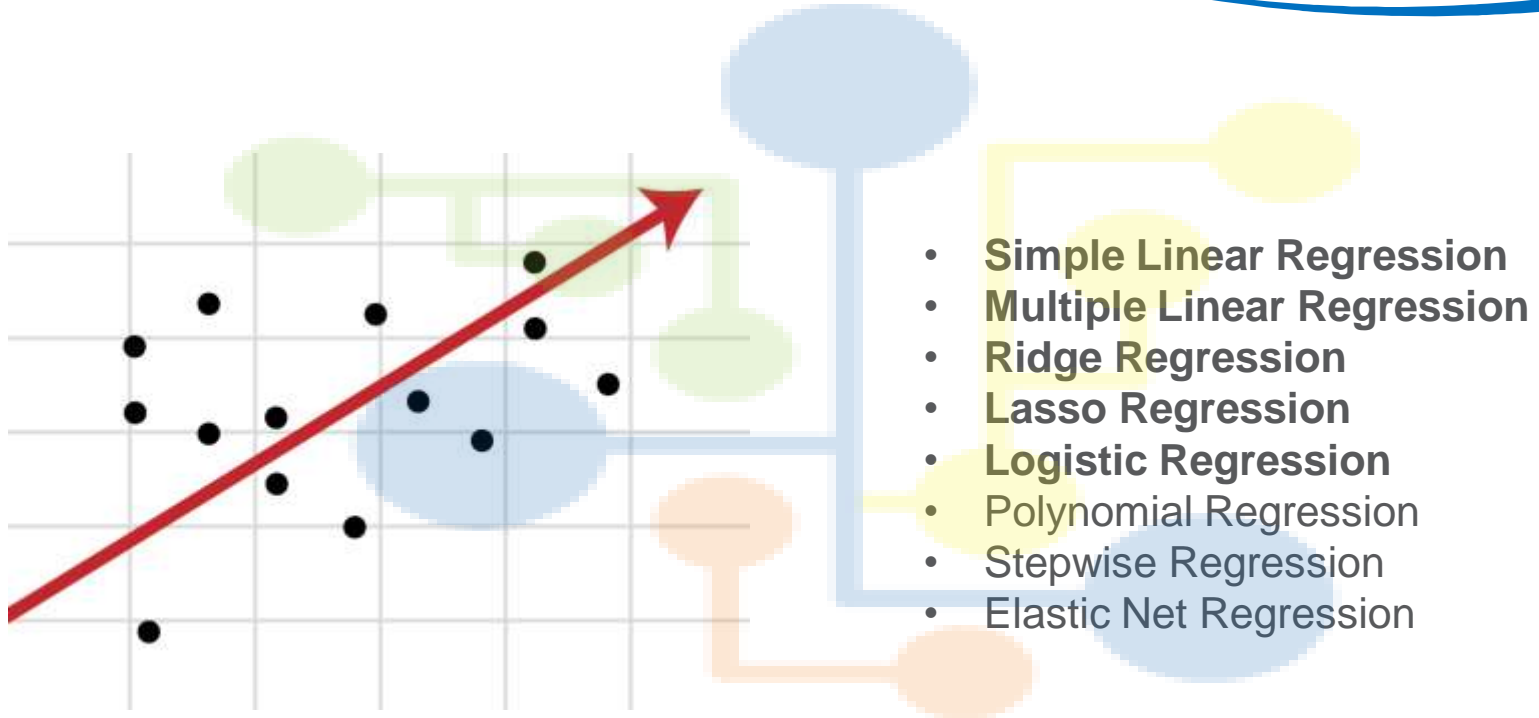 • Simple Linear Regression
• Multiple Linear Regression
• Ridge Regression
• Lasso Regression
• Logistic Regression
• Polynomial Regression
• Stepwise Regression
• Elastic Net Regression